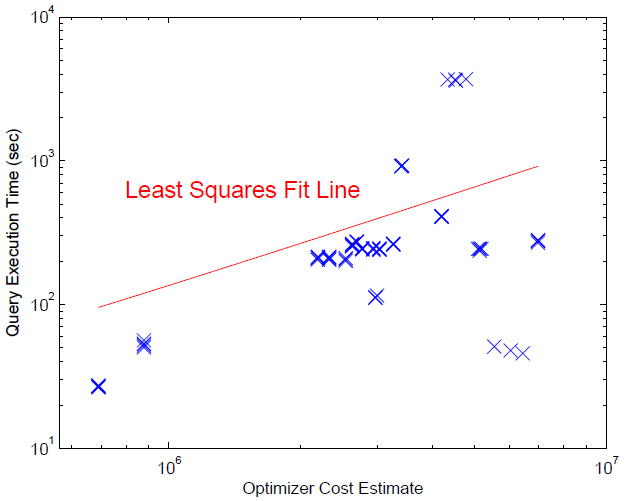 10^4
10^3
10^2
10^1
Query Execution Time (sec)
Least Squares Fit Line
10^6
10^7
Optimizer Cost Estimate